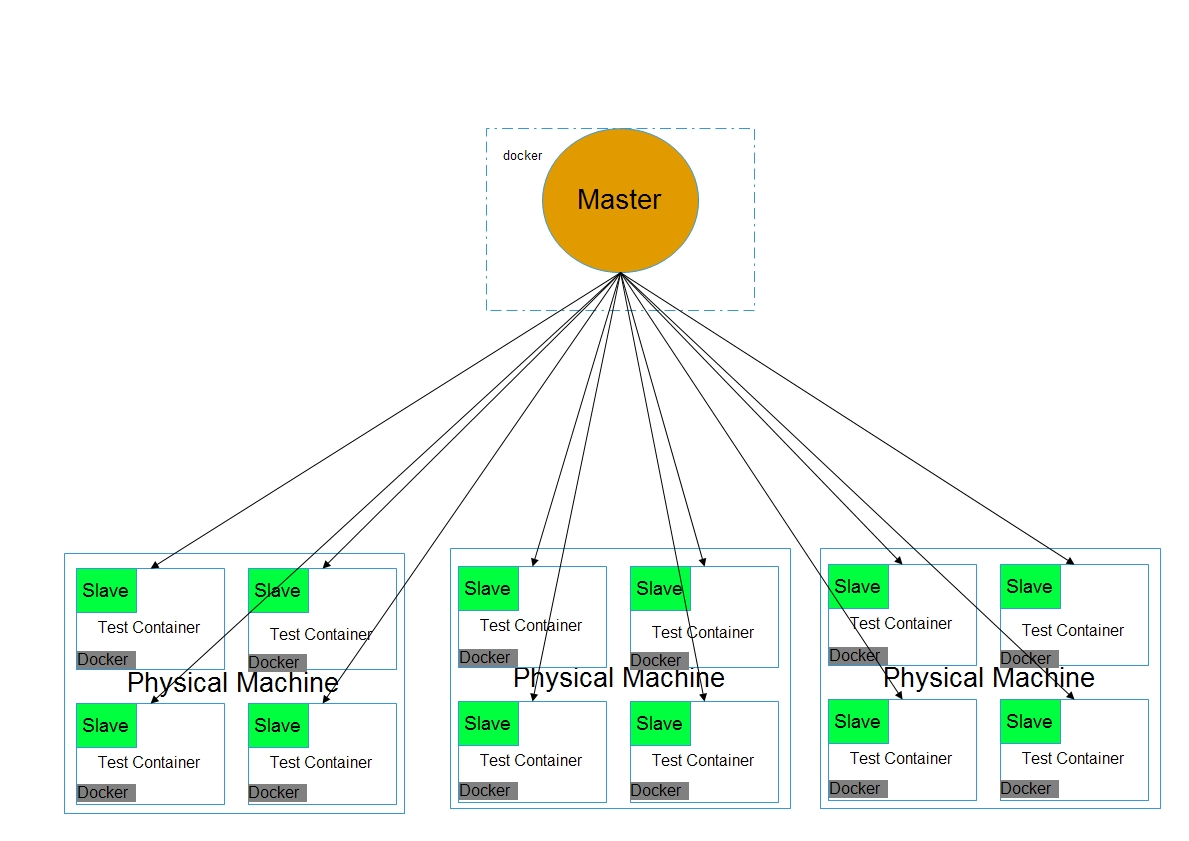 docker
Master
Slave
Test Container
Docker
Slave
Test Container
Docker
Physical Machine
Slave
Test Container
Docker
Slave
Test Container
Docker
Slave
Test Container
Docker
Slave
Test Container
Docker
Physical Machine
Slave
Test Container
Docker
Slave
Test Container
Docker
Slave
Test Container
Docker
Slave
Test Container
Docker
Physical Machine
Slave
Test Container
Docker
Slave
Test Container
Docker